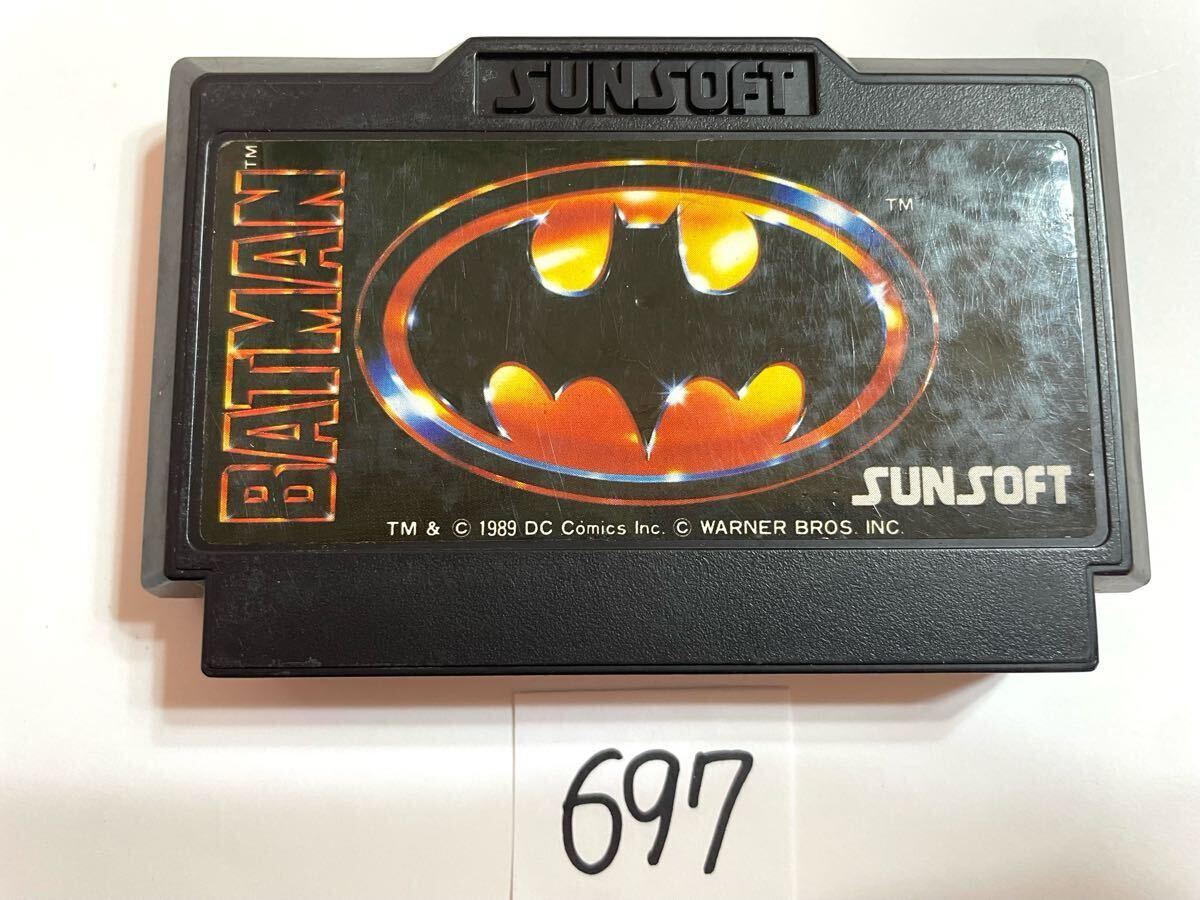 SUNSOFT
BATMAN™
TM
SUNSOFT
TM & © 1989 DC Comics Inc. © WARNER BROS. INC.
697